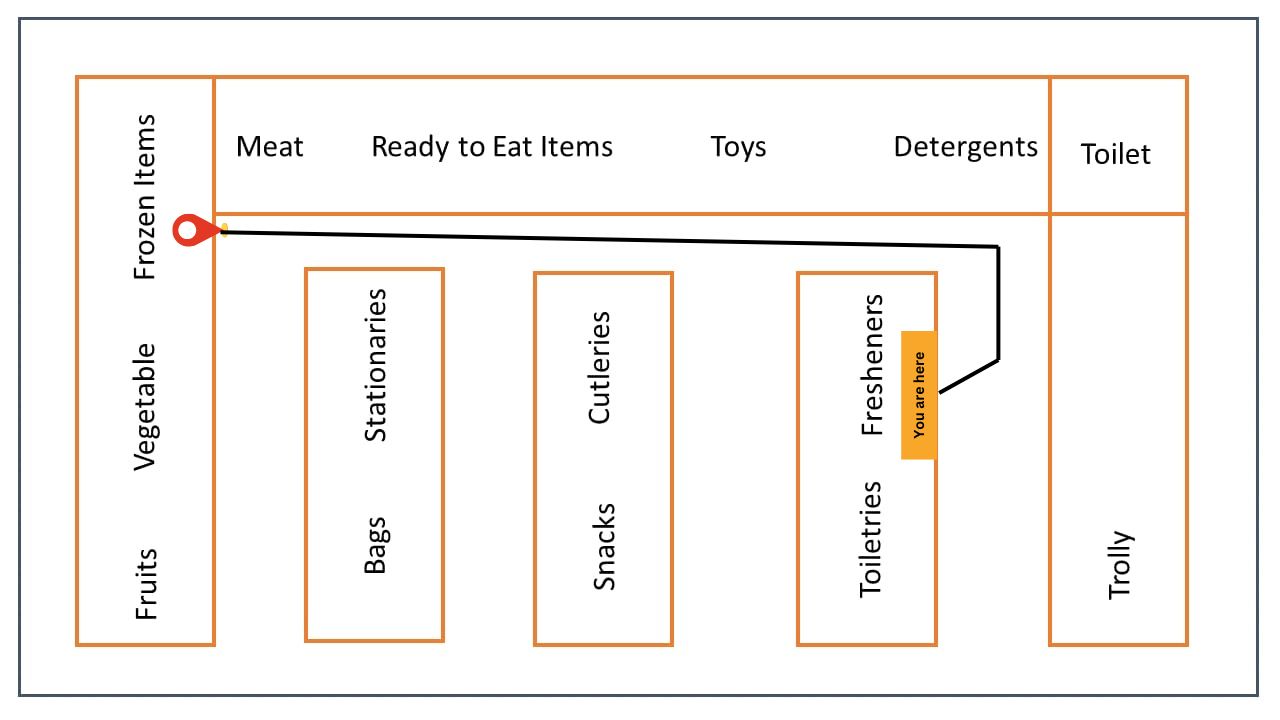 Meat Ready to Eat Items Toys Detergents
Toilet
Frozen Items
Vegetable
Fruits
Stationaries
Bags
Cutleries
Snacks
Fresheners
Toiletries
You are here
Trolly